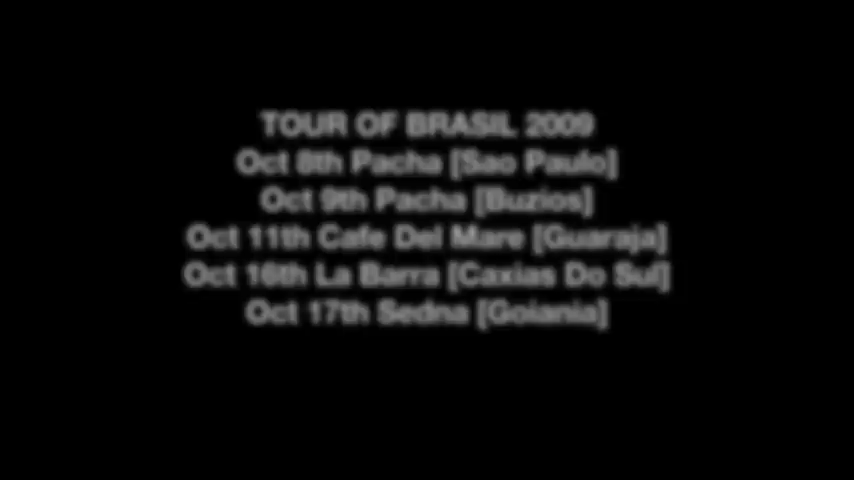 TOUR OF BRASIL 2009
Oct 8th Pacha [Sao Paulo]
Oct 9th Pacha [Buzios]
Oct 11th Cafe Del Mare [Guaraja]
Oct 16th La Barra [Caxias Do Sul]
Oct 17th Sedna [Goiania]